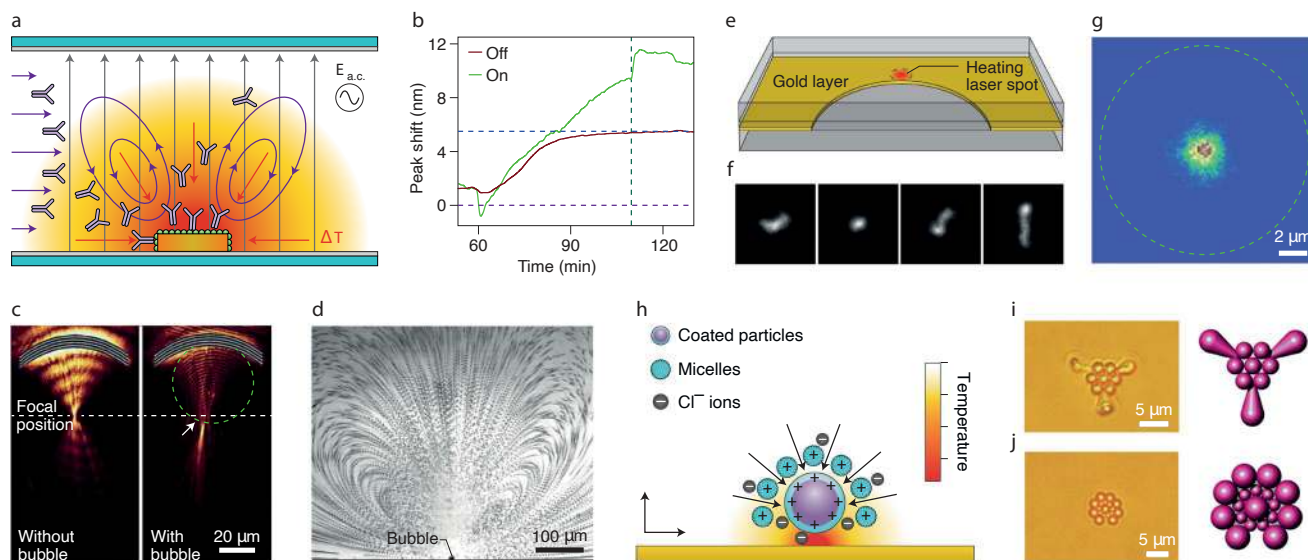 a
E a.c.
ΔT
b
Off
On
Peak shift (nm)
12
8
4
0
60
90
120
Time (min)
c
Focal
position
Without
bubble
With
bubble
20 µm
d
Bubble
100 µm
e
Gold layer
Heating
laser spot
f
g
2 µm
h
Coated particles
Micelles
Cl⁻ ions
Temperature
+ + + + + + + + + + + +
− − − − − − −
i
5 µm
j
5 µm